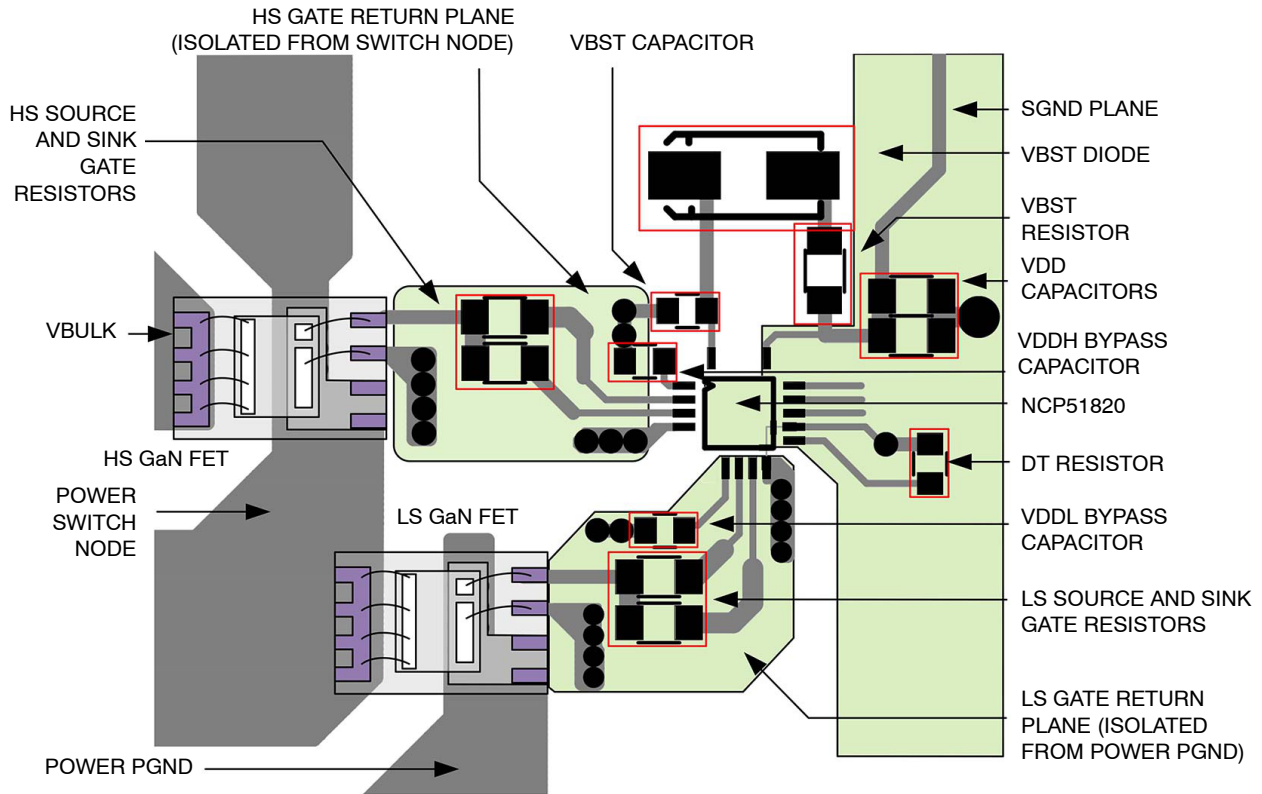 HS GATE RETURN PLANE
(ISOLATED FROM SWITCH NODE)
VBST CAPACITOR
HS SOURCE
AND SINK
GATE
RESISTORS
SGND PLANE
VBST DIODE
VBST
RESISTOR
VDD
CAPACITORS
VBULK
VDDH BYPASS
CAPACITOR
NCP51820
HS GaN FET
DT RESISTOR
POWER
SWITCH
NODE
LS GaN FET
VDDL BYPASS
CAPACITOR
LS SOURCE AND SINK
GATE RESISTORS
LS GATE RETURN
PLANE (ISOLATED
FROM POWER PGND)
POWER PGND